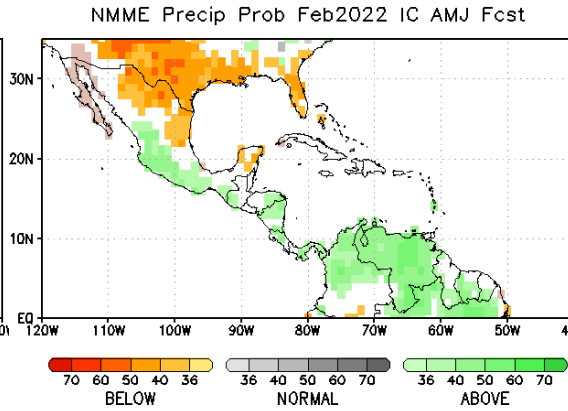 NMME Precip Prob Feb2022 IC AMJ Fcst
30N
20N
10N
EQ
120W 110W 100W 90W 80W 70W 60W 50W
70 60 50 40 36 36 40 50 60 70 36 40 50 60 70
BELOW NORMAL ABOVE